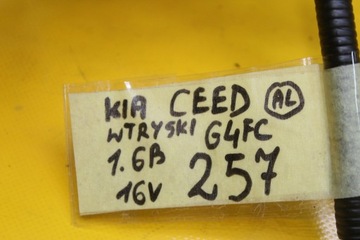 KIA CEED AL
WTRYSKI G4FC
1.6B 257
16V